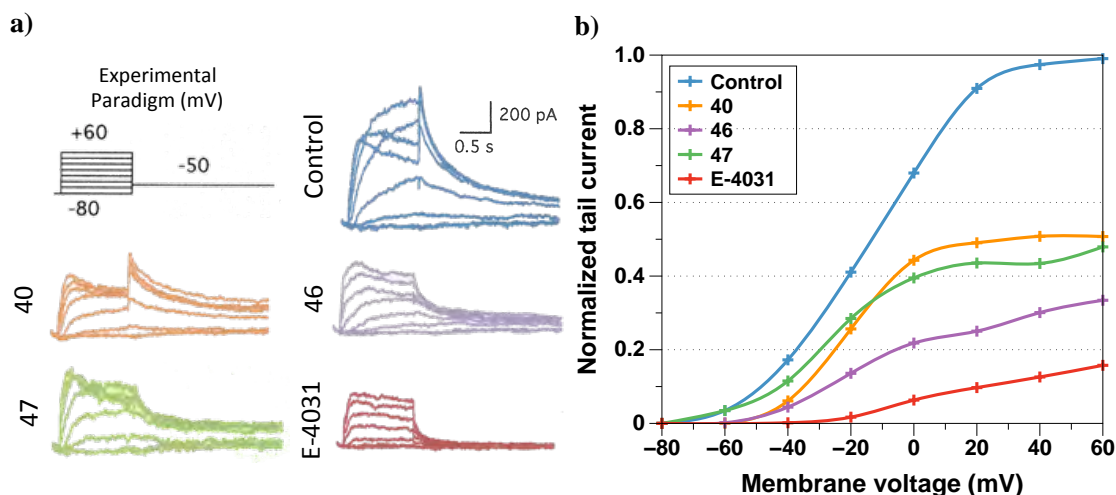 a)
Experimental
Paradigm (mV)
+60
-50
-80
Control
200 pA
0.5 s
40
46
47
E-4031
b)
Normalized tail current
1.0
0.8
0.6
0.4
0.2
0
Control
40
46
47
E-4031
−80 −60 −40 −20 0 20 40 60
Membrane voltage (mV)